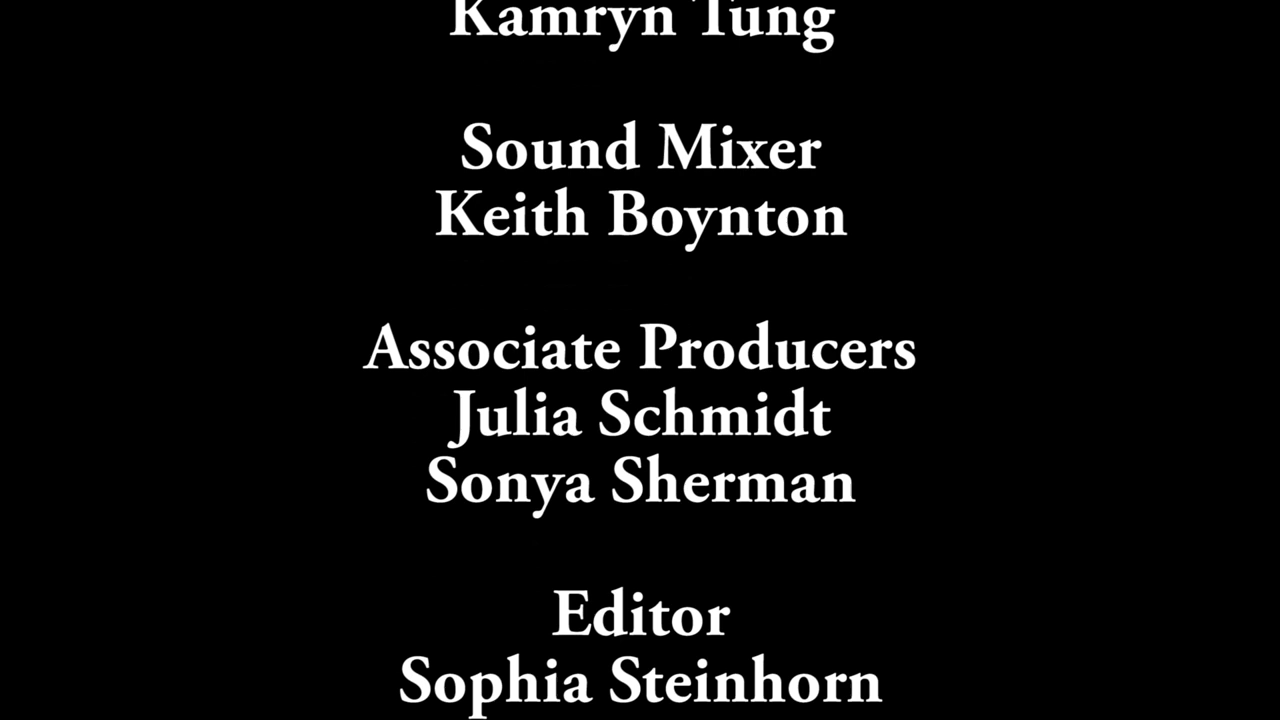 Kamryn Tung
Sound Mixer
Keith Boynton
Associate Producers
Julia Schmidt
Sonya Sherman
Editor
Sophia Steinhorn